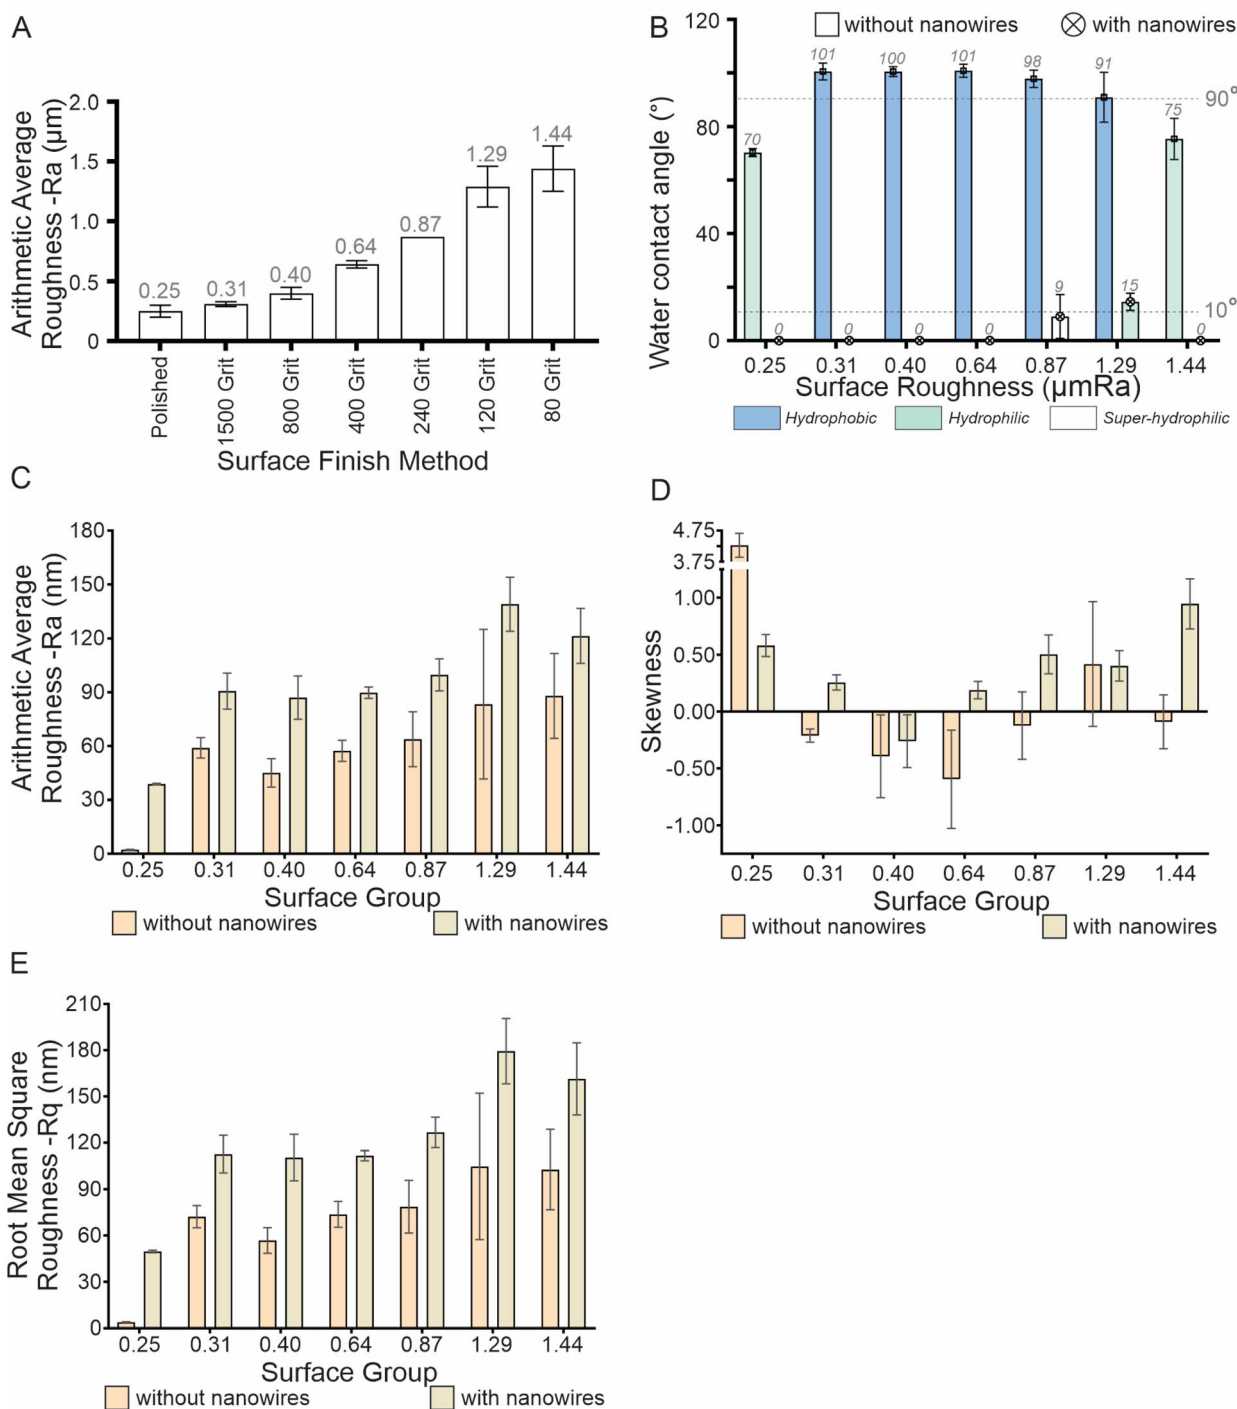 A
Arithmetic Average
Roughness -Ra (µm)
2.0
1.5
1.0
0.5
0
0.25
0.31
0.40
0.64
0.87
1.29
1.44
Polished
1500 Grit
800 Grit
400 Grit
240 Grit
120 Grit
80 Grit
Surface Finish Method
B
without nanowires
with nanowires
Water contact angle (°)
120
80
40
0
70
0
101
0
100
0
101
0
98
9
91
15
75
0
90°
10°
0.25
0.31
0.40
0.64
0.87
1.29
1.44
Surface Roughness (µmRa)
Hydrophobic
Hydrophilic
Super-hydrophilic
C
Arithmetic Average
Roughness -Ra (nm)
180
150
120
90
60
30
0
0.25
0.31
0.40
0.64
0.87
1.29
1.44
Surface Group
without nanowires
with nanowires
D
Skewness
4.75
3.75
1.00
0.50
0.00
-0.50
-1.00
0.25
0.31
0.40
0.64
0.87
1.29
1.44
Surface Group
without nanowires
with nanowires
E
Root Mean Square
Roughness -Rq (nm)
210
180
150
120
90
60
30
0
0.25
0.31
0.40
0.64
0.87
1.29
1.44
Surface Group
without nanowires
with nanowires